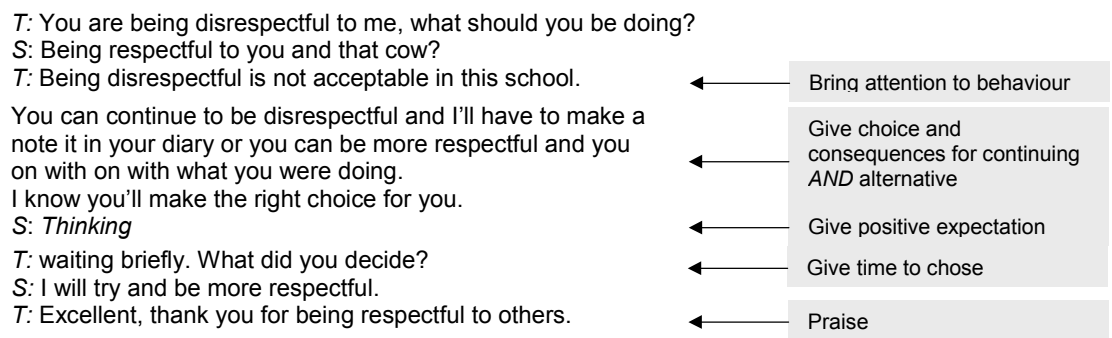 T: You are being disrespectful to me, what should you be doing?
S: Being respectful to you and that cow?
T: Being disrespectful is not acceptable in this school.
Bring attention to behaviour
You can continue to be disrespectful and I'll have to make a
note it in your diary or you can be more respectful and you
on with on with what you were doing.
Give choice and
consequences for continuing
AND alternative
I know you'll make the right choice for you.
S: Thinking
Give positive expectation
T: waiting briefly. What did you decide?
Give time to chose
S: I will try and be more respectful.
T: Excellent, thank you for being respectful to others.
Praise